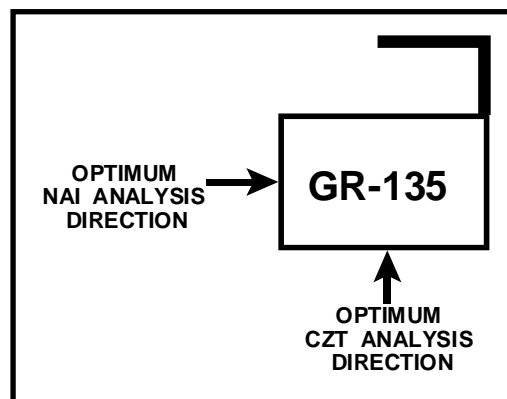 OPTIMUM
NAI ANALYSIS
DIRECTION
GR-135
OPTIMUM
CZT ANALYSIS
DIRECTION